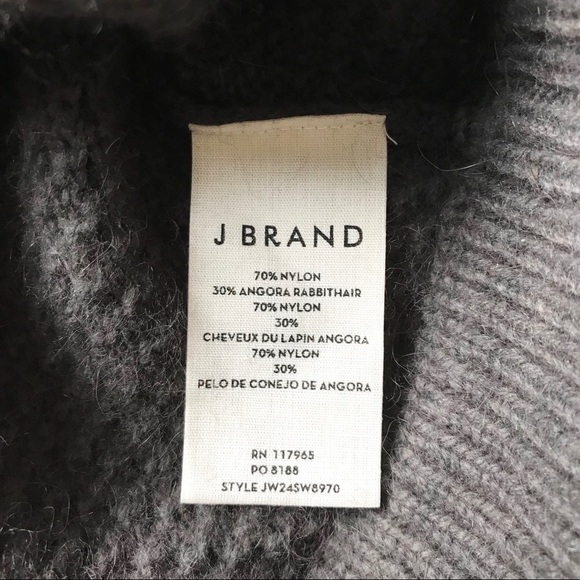 J BRAND
70% NYLON
30% ANGORA RABBITHAIR
70% NYLON
30%
CHEVEUX DU LAPIN ANGORA
70% NYLON
30%
PELO DE CONEJO DE ANGORA
RN 117965
PO 8188
STYLE JW24SW8970